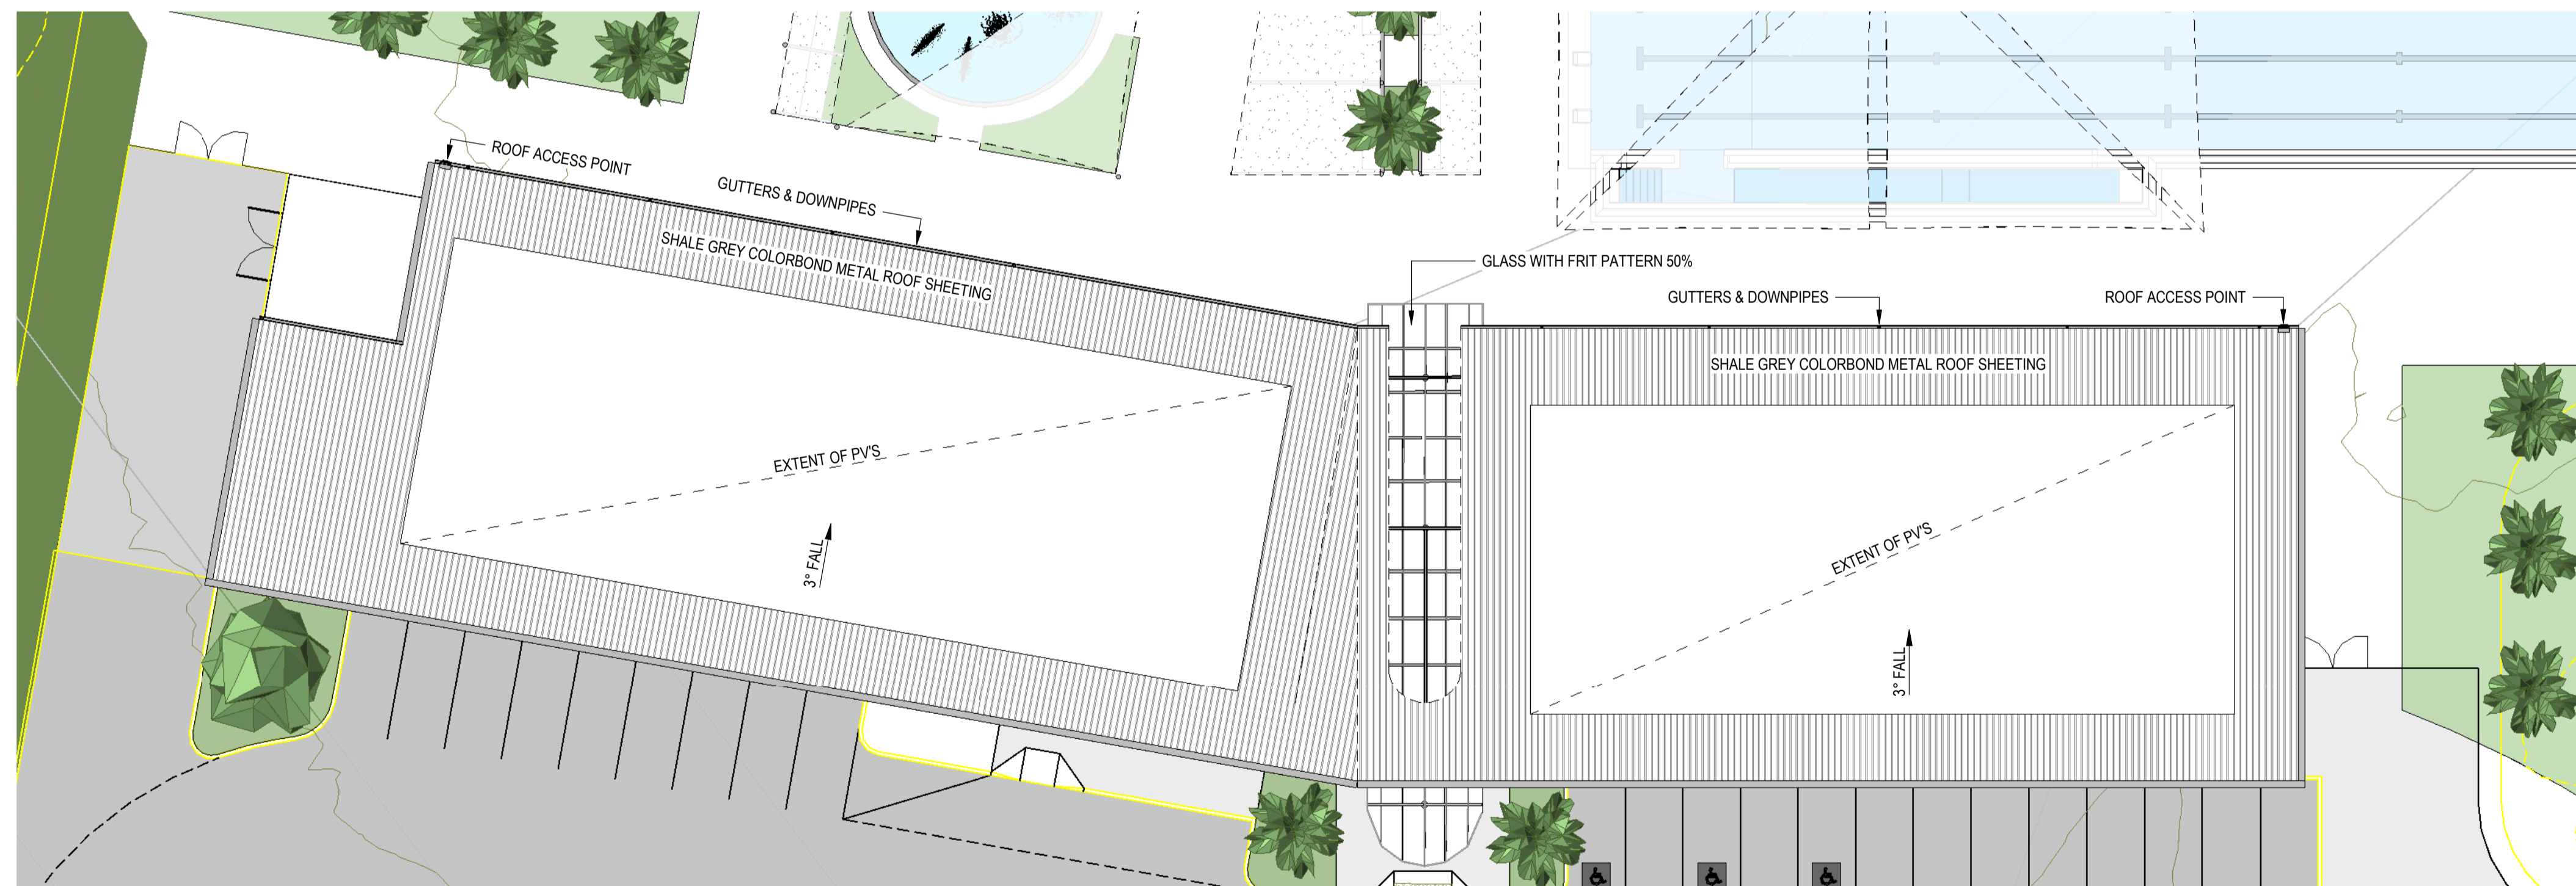 ROOF ACCESS POINT
GUTTERS & DOWNPIPES
SHALE GREY COLORBOND METAL ROOF SHEETING
GLASS WITH FRIT PATTERN 50%
GUTTERS & DOWNPIPES
ROOF ACCESS POINT
SHALE GREY COLORBOND METAL ROOF SHEETING
EXTENT OF PV'S
3° FALL
EXTENT OF PV'S
3° FALL